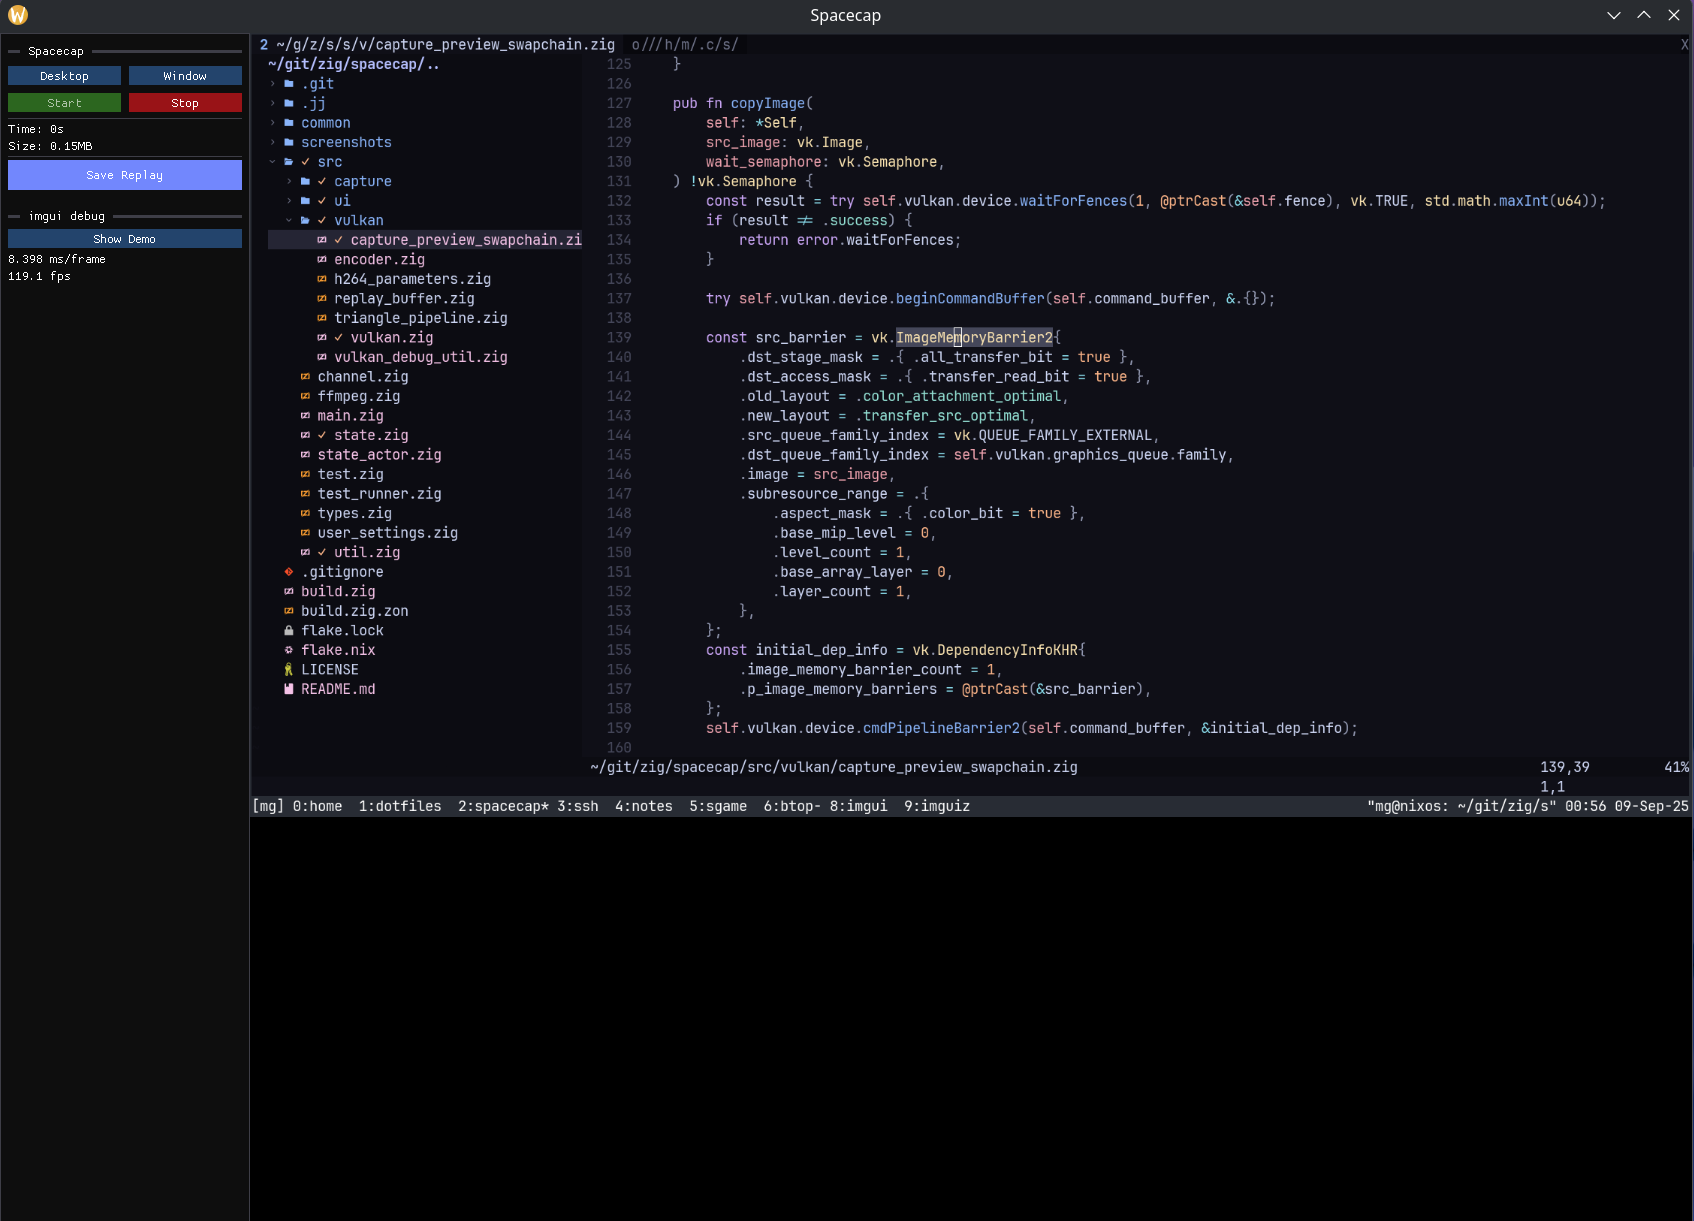 Spacecap
Spacecap
Desktop Window
Start Stop
Time: 0s
Size: 0.15MB
Save Replay
imgui debug
Show Demo
8.398 ms/frame
119.1 fps
2 ~/g/z/s/s/v/capture_preview_swapchain.zig o///h/m/.c/s/ X
~/git/zig/spacecap/..
.git
.jj
common
screenshots
✓ src
✓ capture
✓ ui
✓ vulkan
✓ capture_preview_swapchain.zi
encoder.zig
h264_parameters.zig
replay_buffer.zig
triangle_pipeline.zig
✓ vulkan.zig
vulkan_debug_util.zig
channel.zig
ffmpeg.zig
main.zig
✓ state.zig
state_actor.zig
test.zig
test_runner.zig
types.zig
user_settings.zig
✓ util.zig
.gitignore
build.zig
build.zig.zon
flake.lock
flake.nix
LICENSE
README.md
125 }
126
127 pub fn copyImage(
128 self: *Self,
129 src_image: vk.Image,
130 wait_semaphore: vk.Semaphore,
131 ) !vk.Semaphore {
132 const result = try self.vulkan.device.waitForFences(1, @ptrCast(&self.fence), vk.TRUE, std.math.maxInt(u64));
133 if (result ≠ .success) {
134 return error.waitForFences;
135 }
136
137 try self.vulkan.device.beginCommandBuffer(self.command_buffer, &.{});
138
139 const src_barrier = vk.ImageMemoryBarrier2{
140 .dst_stage_mask = .{ .all_transfer_bit = true },
141 .dst_access_mask = .{ .transfer_read_bit = true },
142 .old_layout = .color_attachment_optimal,
143 .new_layout = .transfer_src_optimal,
144 .src_queue_family_index = vk.QUEUE_FAMILY_EXTERNAL,
145 .dst_queue_family_index = self.vulkan.graphics_queue.family,
146 .image = src_image,
147 .subresource_range = .{
148 .aspect_mask = .{ .color_bit = true },
149 .base_mip_level = 0,
150 .level_count = 1,
151 .base_array_layer = 0,
152 .layer_count = 1,
153 },
154 };
155 const initial_dep_info = vk.DependencyInfoKHR{
156 .image_memory_barrier_count = 1,
157 .p_image_memory_barriers = @ptrCast(&src_barrier),
158 };
159 self.vulkan.device.cmdPipelineBarrier2(self.command_buffer, &initial_dep_info);
160
~/git/zig/spacecap/src/vulkan/capture_preview_swapchain.zig 139,39 41%
1,1
[mg] 0:home 1:dotfiles 2:spacecap* 3:ssh 4:notes 5:sgame 6:btop- 8:imgui 9:imguiz "mg@nixos: ~/git/zig/s" 00:56 09-Sep-25